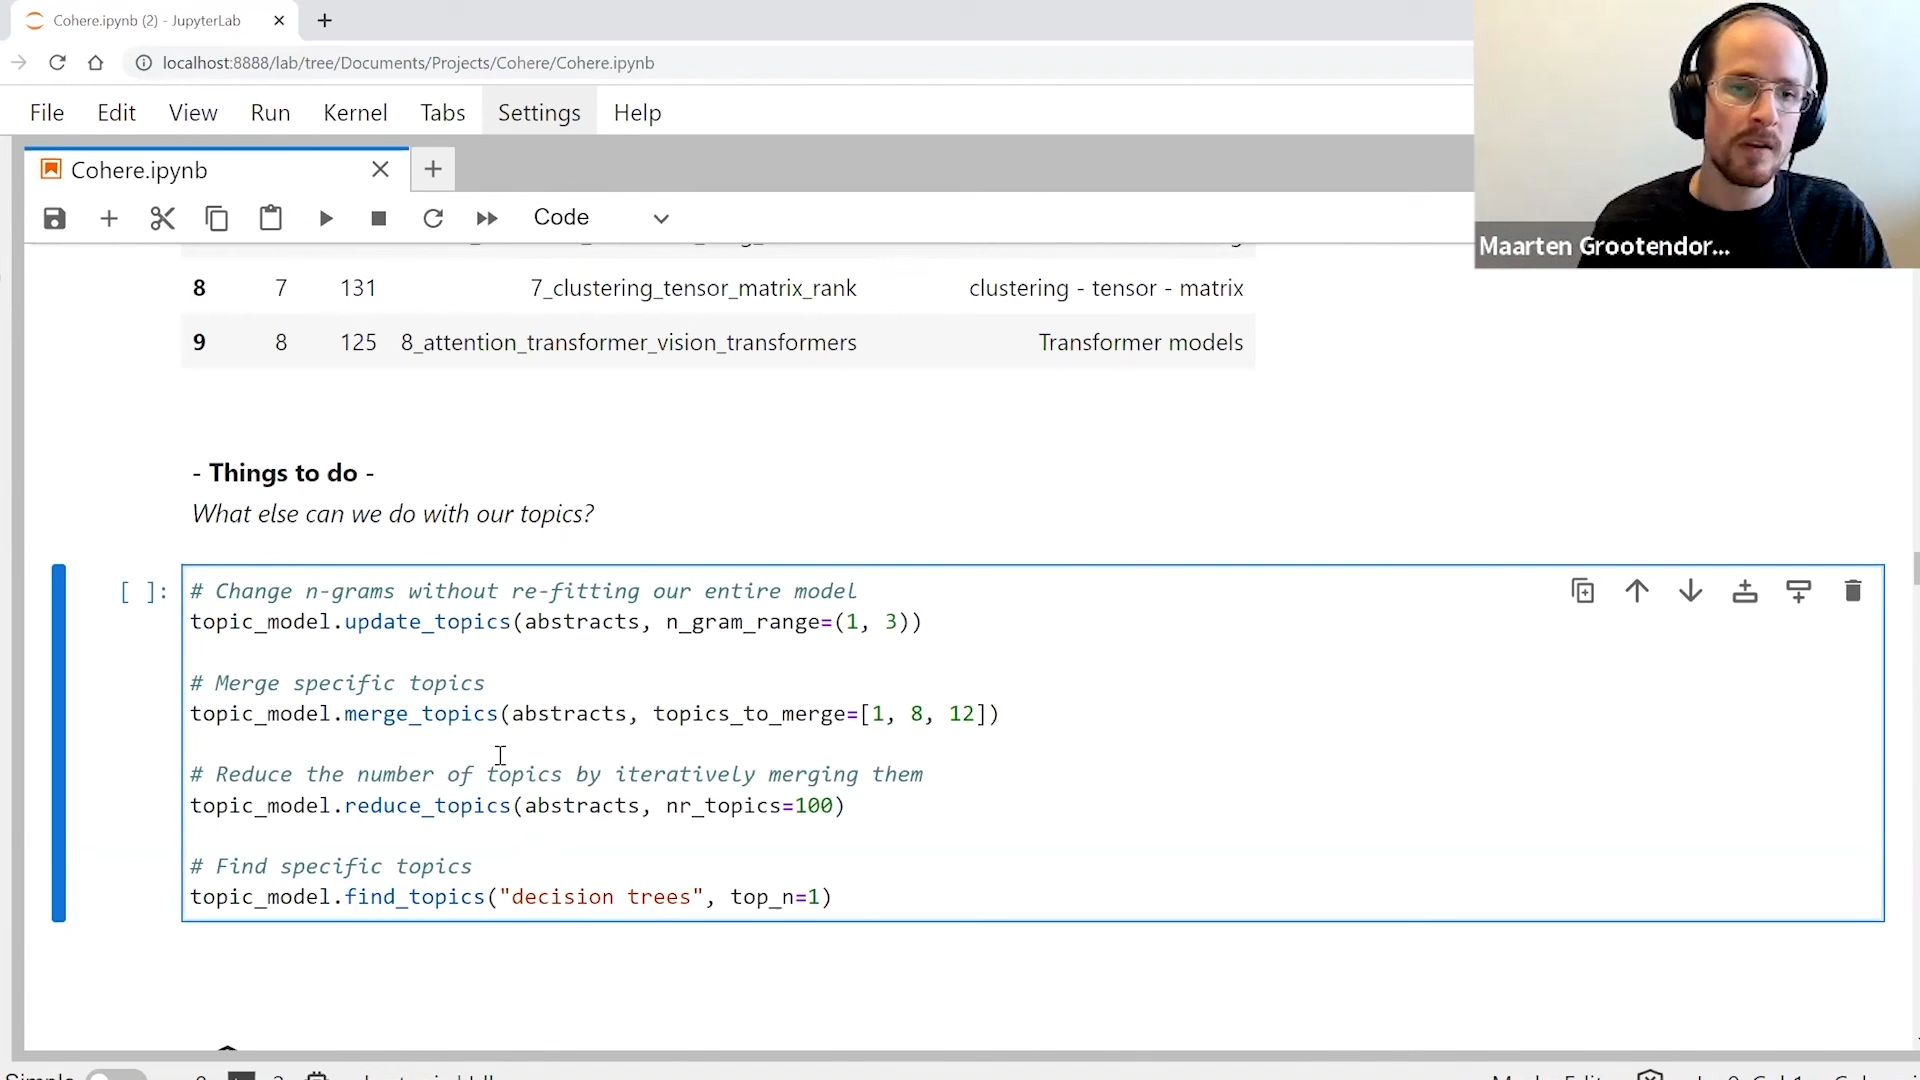 Cohere.ipynb (2) - JupyterLab
localhost:8888/lab/tree/Documents/Projects/Cohere/Cohere.ipynb
File Edit View Run Kernel Tabs Settings Help
Maarten Grootendor...
Cohere.ipynb
Code
8 7 131 7_clustering_tensor_matrix_rank clustering - tensor - matrix
9 8 125 8_attention_transformer_vision_transformers Transformer models
- Things to do -
What else can we do with our topics?
[ ]: # Change n-grams without re-fitting our entire model
topic_model.update_topics(abstracts, n_gram_range=(1, 3))
# Merge specific topics
topic_model.merge_topics(abstracts, topics_to_merge=[1, 8, 12])
# Reduce the number of topics by iteratively merging them
topic_model.reduce_topics(abstracts, nr_topics=100)
# Find specific topics
topic_model.find_topics("decision trees", top_n=1)